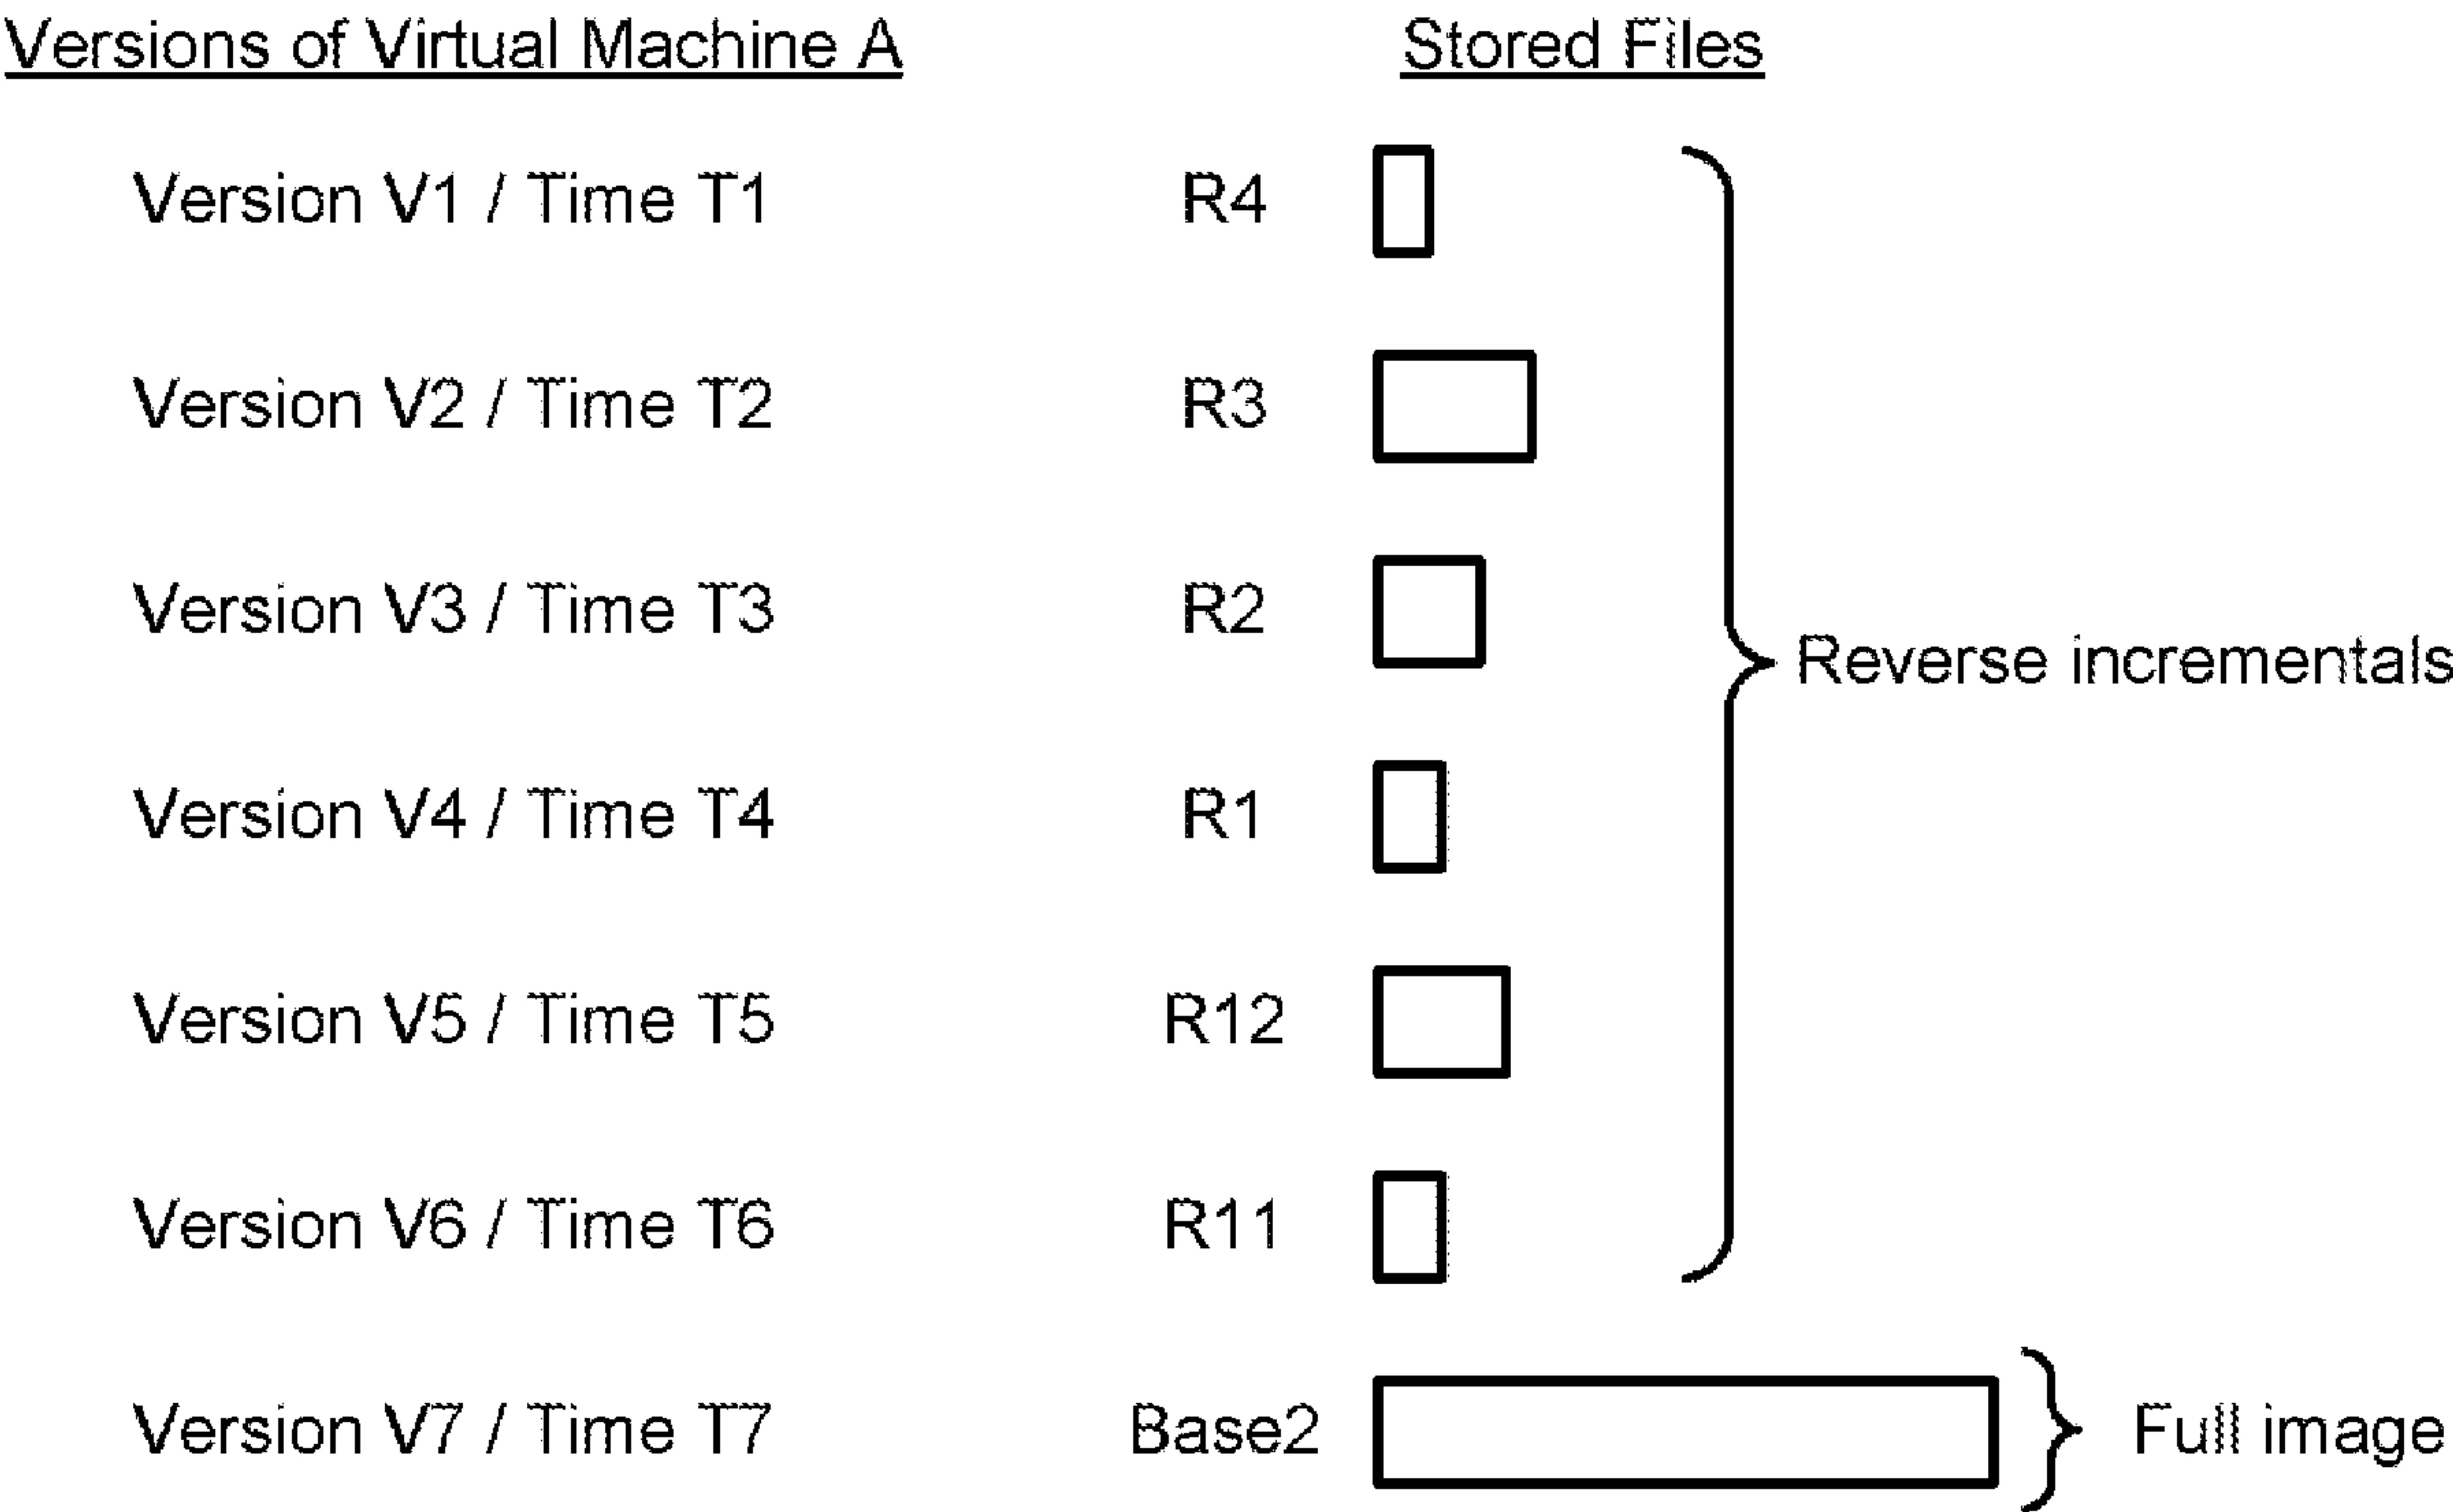 Versions of Virtual Machine A Stored Files
Version V1 / Time T1 R4
Version V2 / Time T2 R3
Version V3 / Time T3 R2
Reverse incrementals
Version V4 / Time T4 R1
Version V5 / Time T5 R12
Version V6 / Time T6 R11
Version V7 / Time T7 Base2 Full image